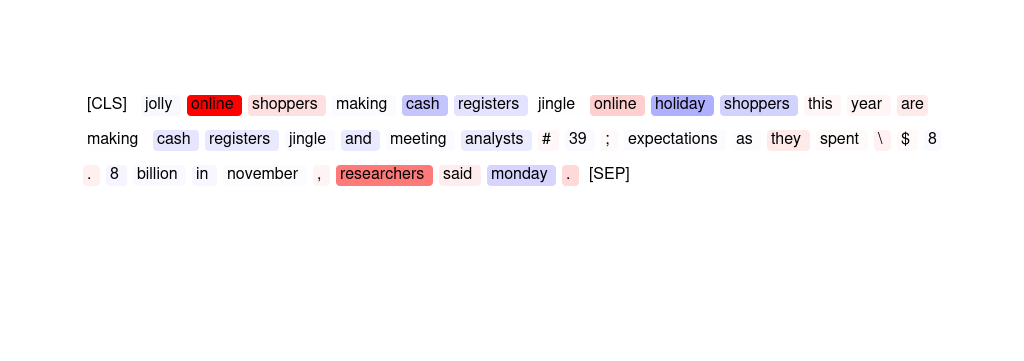 [CLS] jolly online shoppers making cash registers jingle online holiday shoppers this year are
making cash registers jingle and meeting analysts # 39 ; expectations as they spent \ $ 8
. 8 billion in november , researchers said monday . [SEP]